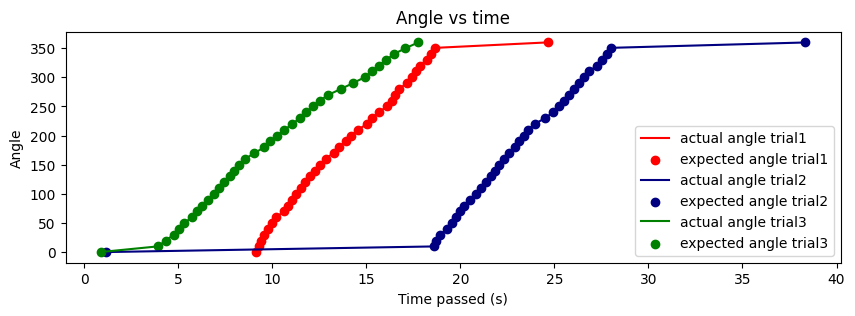 Angle vs time
Angle
350
300
250
200
150
100
50
0
actual angle trial1
expected angle trial1
actual angle trial2
expected angle trial2
actual angle trial3
expected angle trial3
0 5 10 15 20 25 30 35 40
Time passed (s)